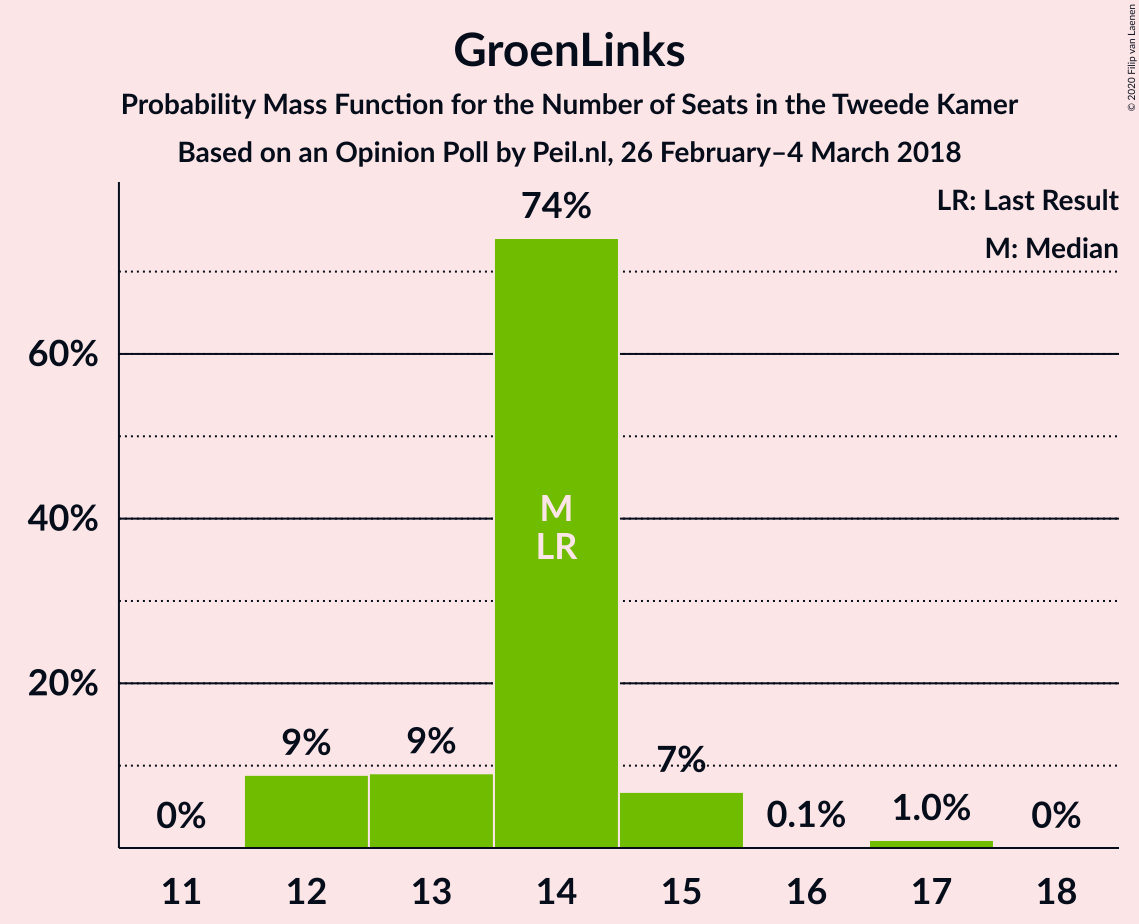 GroenLinks
Probability Mass Function for the Number of Seats in the Tweede Kamer
Based on an Opinion Poll by Peil.nl, 26 February–4 March 2018
© 2020 Filip van Laenen
LR: Last Result
M: Median
60%
40%
20%
0%
9%
9%
74%
M
LR
7%
0.1%
1.0%
0%
11
12
13
14
15
16
17
18